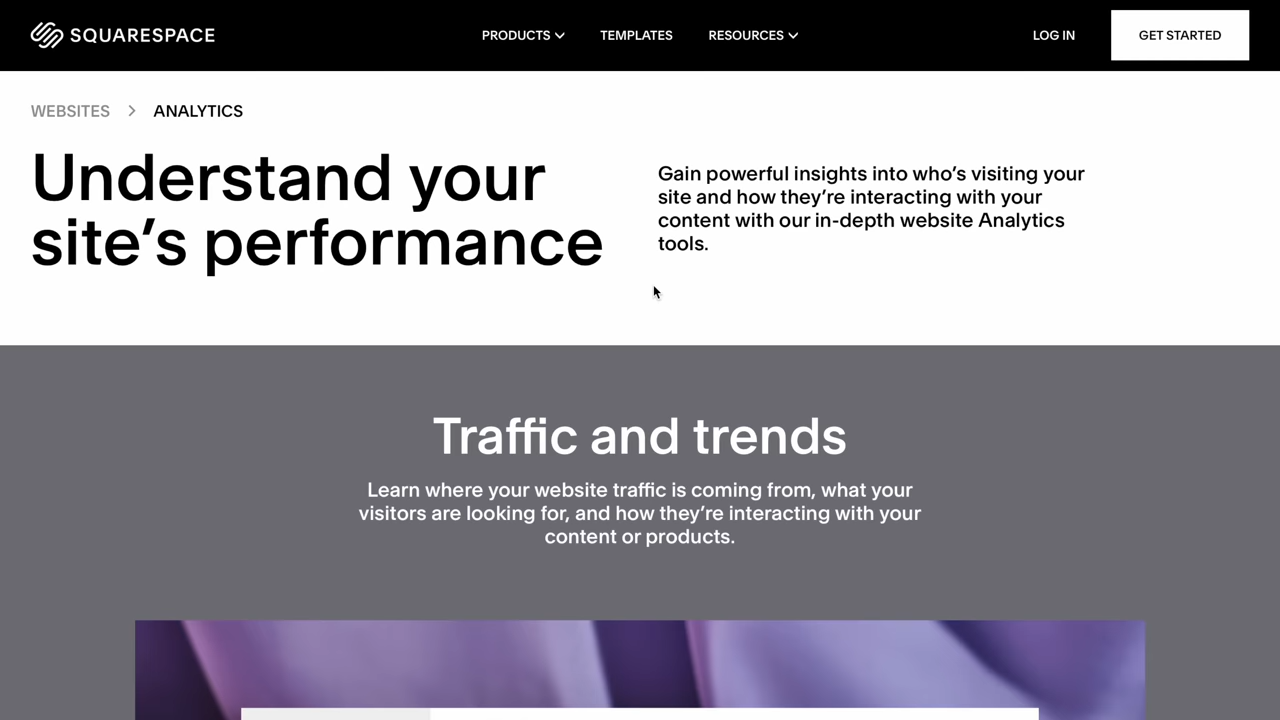 SQUARESPACE
PRODUCTS
TEMPLATES
RESOURCES
LOG IN
GET STARTED
WEBSITES > ANALYTICS
Understand your
site’s performance
Gain powerful insights into who’s visiting your
site and how they’re interacting with your
content with our in-depth website Analytics
tools.
Traffic and trends
Learn where your website traffic is coming from, what your
visitors are looking for, and how they’re interacting with your
content or products.